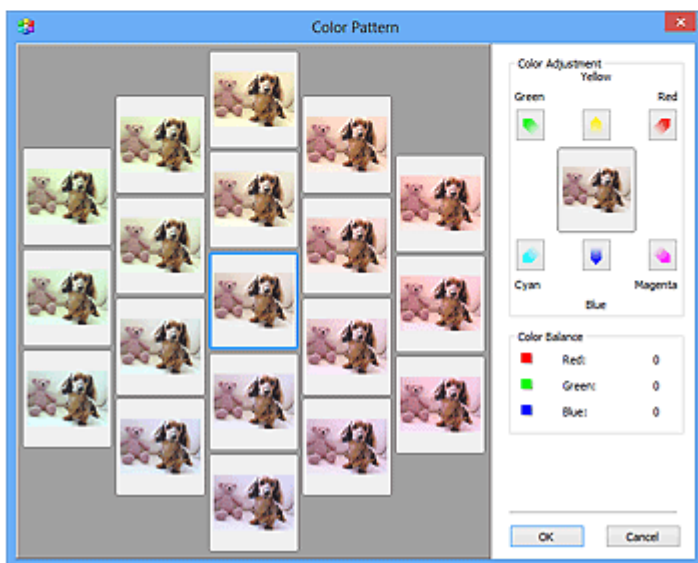 Color Pattern
Color Adjustment
Yellow
Green Red
Cyan Magenta
Blue
Color Balance
Red: 0
Green: 0
Blue: 0
OK Cancel